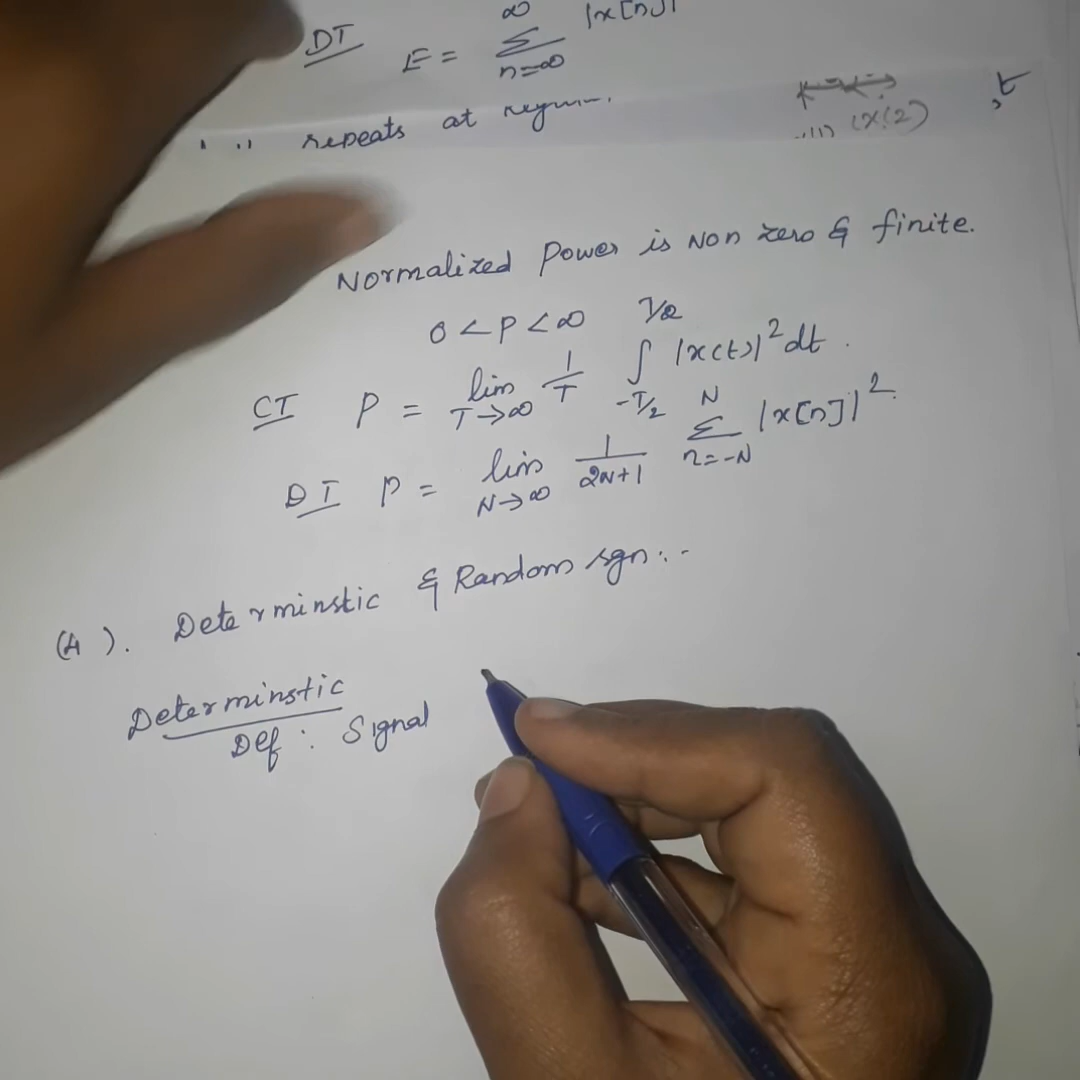 DT E = ∞ Σ n=∞ |x[n]|
repeats at
(x(2) , t
Normalized Power is Non zero & finite.
0 < P < ∞
CT P = lim T→∞ 1/T ∫ -T/2 T/2 |x(t)|² dt .
DT P = lim N→∞ 1/2N+1 N Σ n=-N |x[n]|²
(4). Determinstic & Random sgn:-
Determinstic
Def : Signal